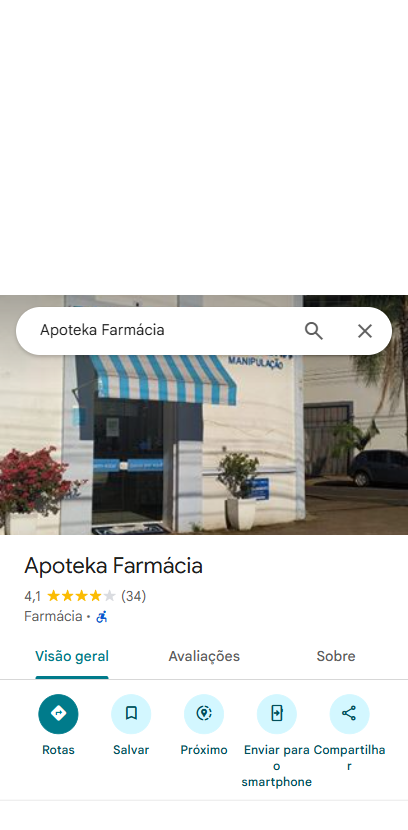 Apoteka Farmácia
MANIPULAÇÃO
Apoteka Farmácia
4,1 (34)
Farmácia ·
Visão geral
Avaliações
Sobre
Rotas
Salvar
Próximo
Enviar para
o
smartphone
Compartilha
r